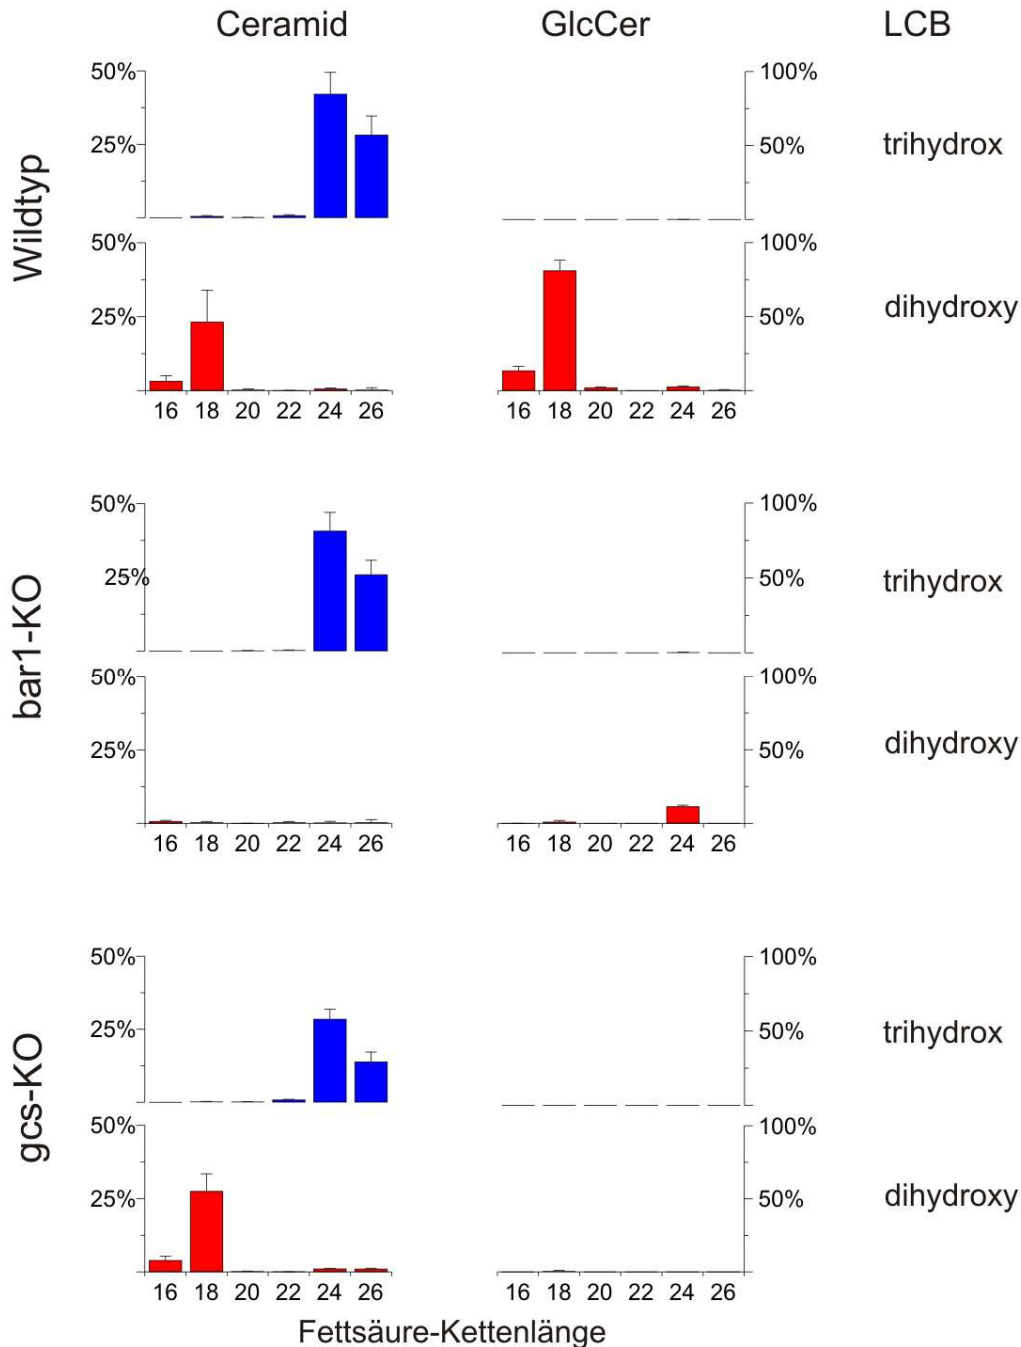 Ceramid GlcCer LCB
Wildtyp
50% 100%
25% 50% trihydrox
50% 100%
25% 50% dihydroxy
16 18 20 22 24 26 16 18 20 22 24 26
bar1-KO
50% 100%
25% 50% trihydrox
50% 100%
25% 50% dihydroxy
16 18 20 22 24 26 16 18 20 22 24 26
gcs-KO
50% 100%
25% 50% trihydrox
50% 100%
25% 50% dihydroxy
16 18 20 22 24 26 16 18 20 22 24 26
Fettsäure-Kettenlänge